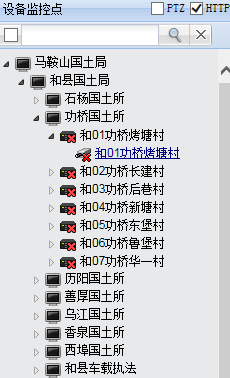 设备监控点 PTZ HTTP
马鞍山国土局
和县国土局
石杨国土所
功桥国土所
和01功桥烤塘村
和01功桥烤塘村
和02功桥长建村
和03功桥后巷村
和04功桥新塘村
和05功桥东堡村
和06功桥鲁堡村
和07功桥华一村
历阳国土所
善厚国土所
乌江国土所
香泉国土所
西埠国土所
和县车载执法